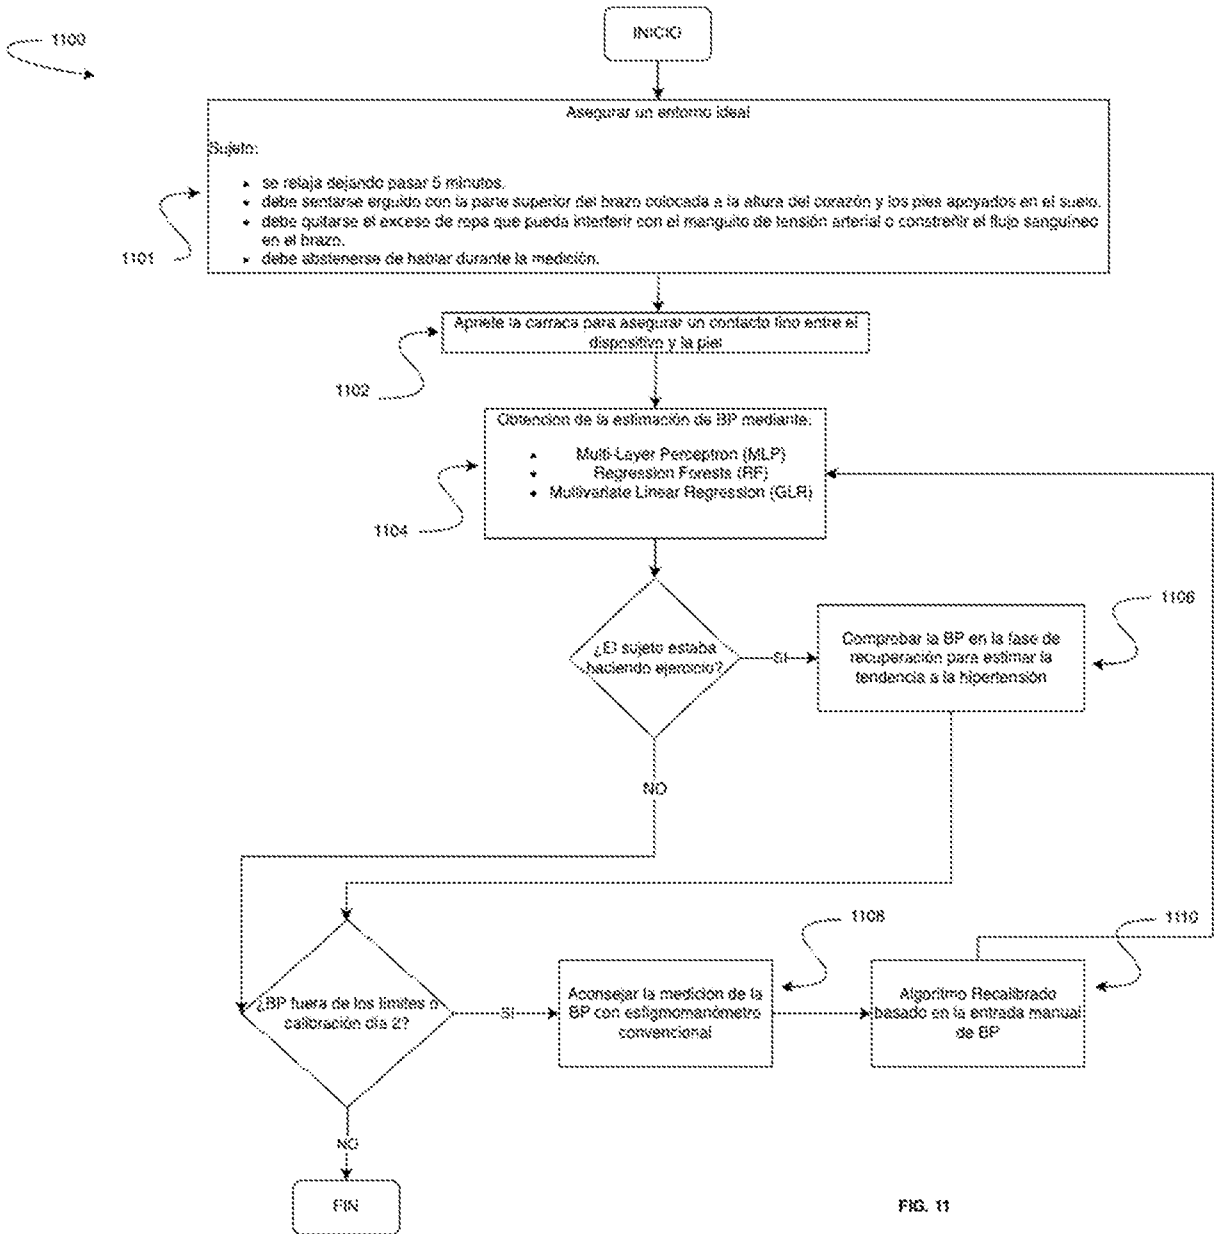 1100
INICIO
Asegurar un entorno ideal
Sujeto:
se relaja dejando pasar 5 minutos.
debe sentarse erguido con la parte superior del brazo colocada a la altura del corazón y los pies apoyados en el suelo.
debe quitarse el exceso de ropa que pueda interferir con el manguito de tensión arterial o constreñir el flujo sanguíneo
en el brazo.
debe abstenerse de hablar durante la medición.
1101
Apriete la carraca para asegurar un contacto fino entre el
dispositivo y la piel
1102
Obtención de la estimación de BP mediante:
Multi-Layer Perceptron (MLP)
Regression Forests (RF)
Multivariate Linear Regression (GLR)
1104
¿El sujeto estaba
haciendo ejercicio?
SI
Comprobar la BP en la fase de
recuperación para estimar la
tendencia a la hipertensión
1106
NO
¿BP fuera de los límites o
calibración día 2?
SI
Aconsejar la medición de la
BP con esfigmomanómetro
convencional
1108
Algoritmo Recalibrado
basado en la entrada manual
de BP
1110
NO
FIN
FIG. 11